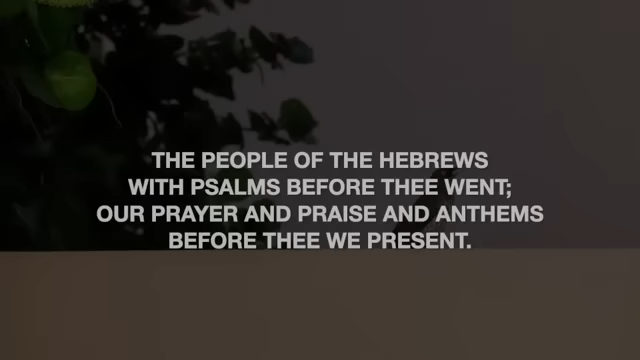 THE PEOPLE OF THE HEBREWS
WITH PSALMS BEFORE THEE WENT;
OUR PRAYER AND PRAISE AND ANTHEMS
BEFORE THEE WE PRESENT.